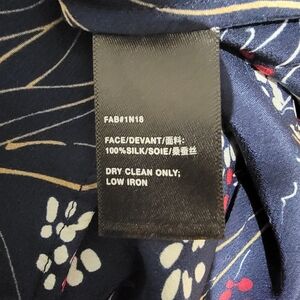 FAB#1N18
FACE/DEVANT/面料:
100%SILK/SOIE/桑蚕丝
DRY CLEAN ONLY;
LOW IRON